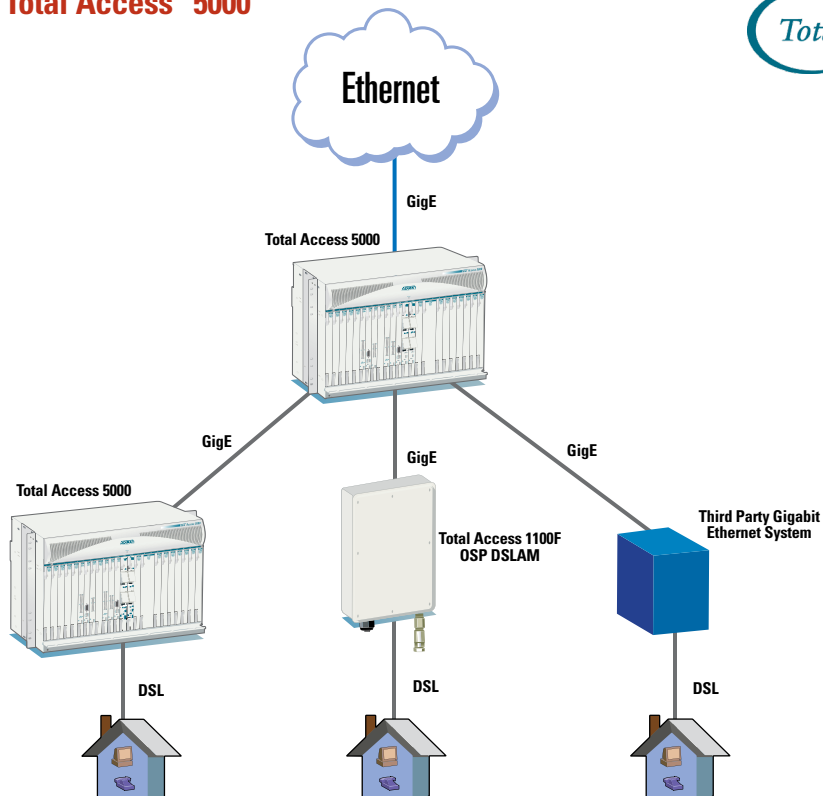 Total Access 5000
Tot
Ethernet
GigE
Total Access 5000
GigE
GigE
GigE
Total Access 5000
Total Access 1100F
OSP DSLAM
Third Party Gigabit
Ethernet System
DSL
DSL
DSL